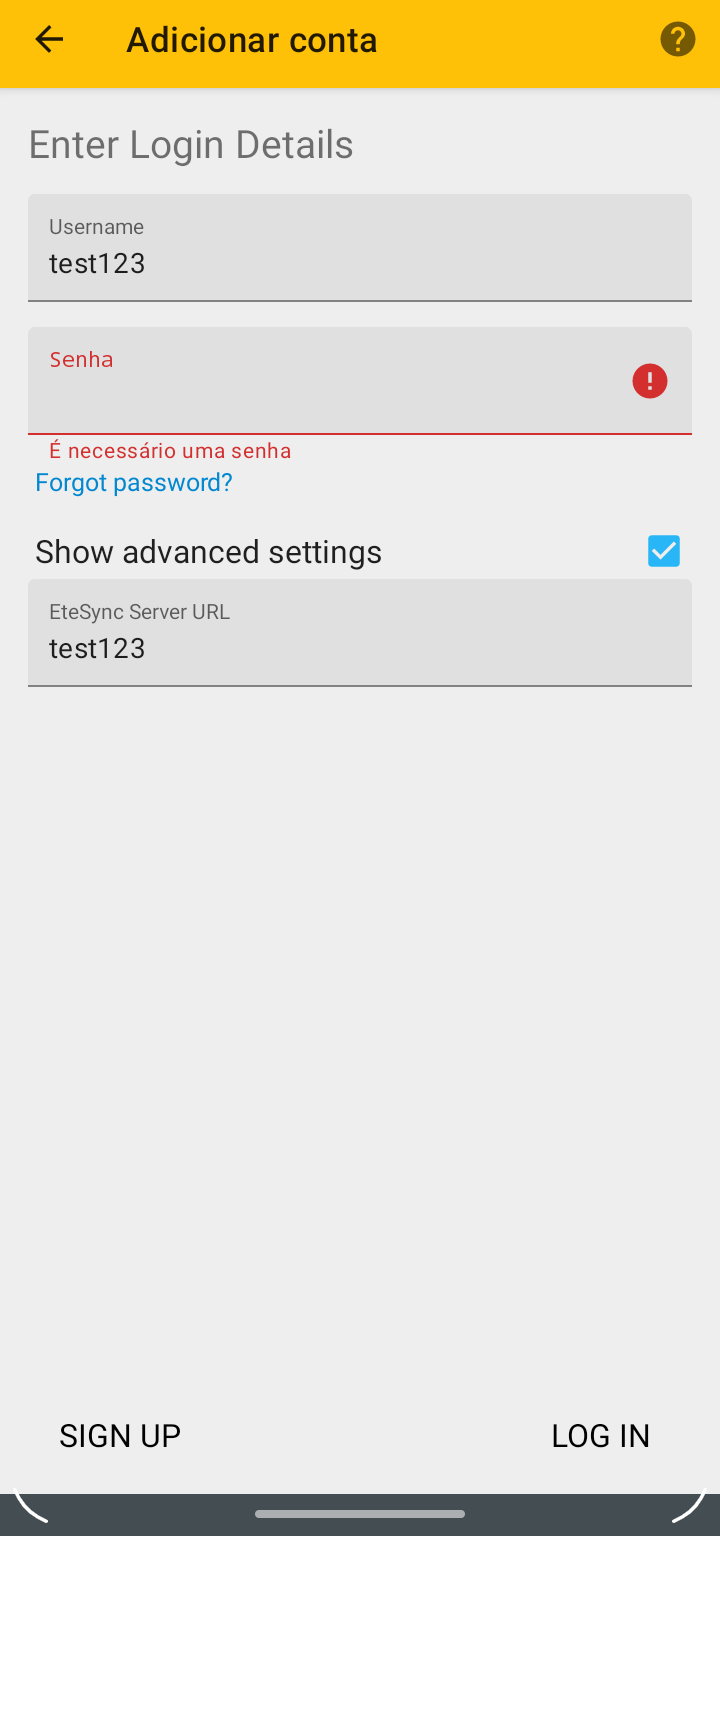 Adicionar conta
Enter Login Details
Username
test123
Senha
É necessário uma senha
Forgot password?
Show advanced settings
EteSync Server URL
test123
SIGN UP
LOG IN